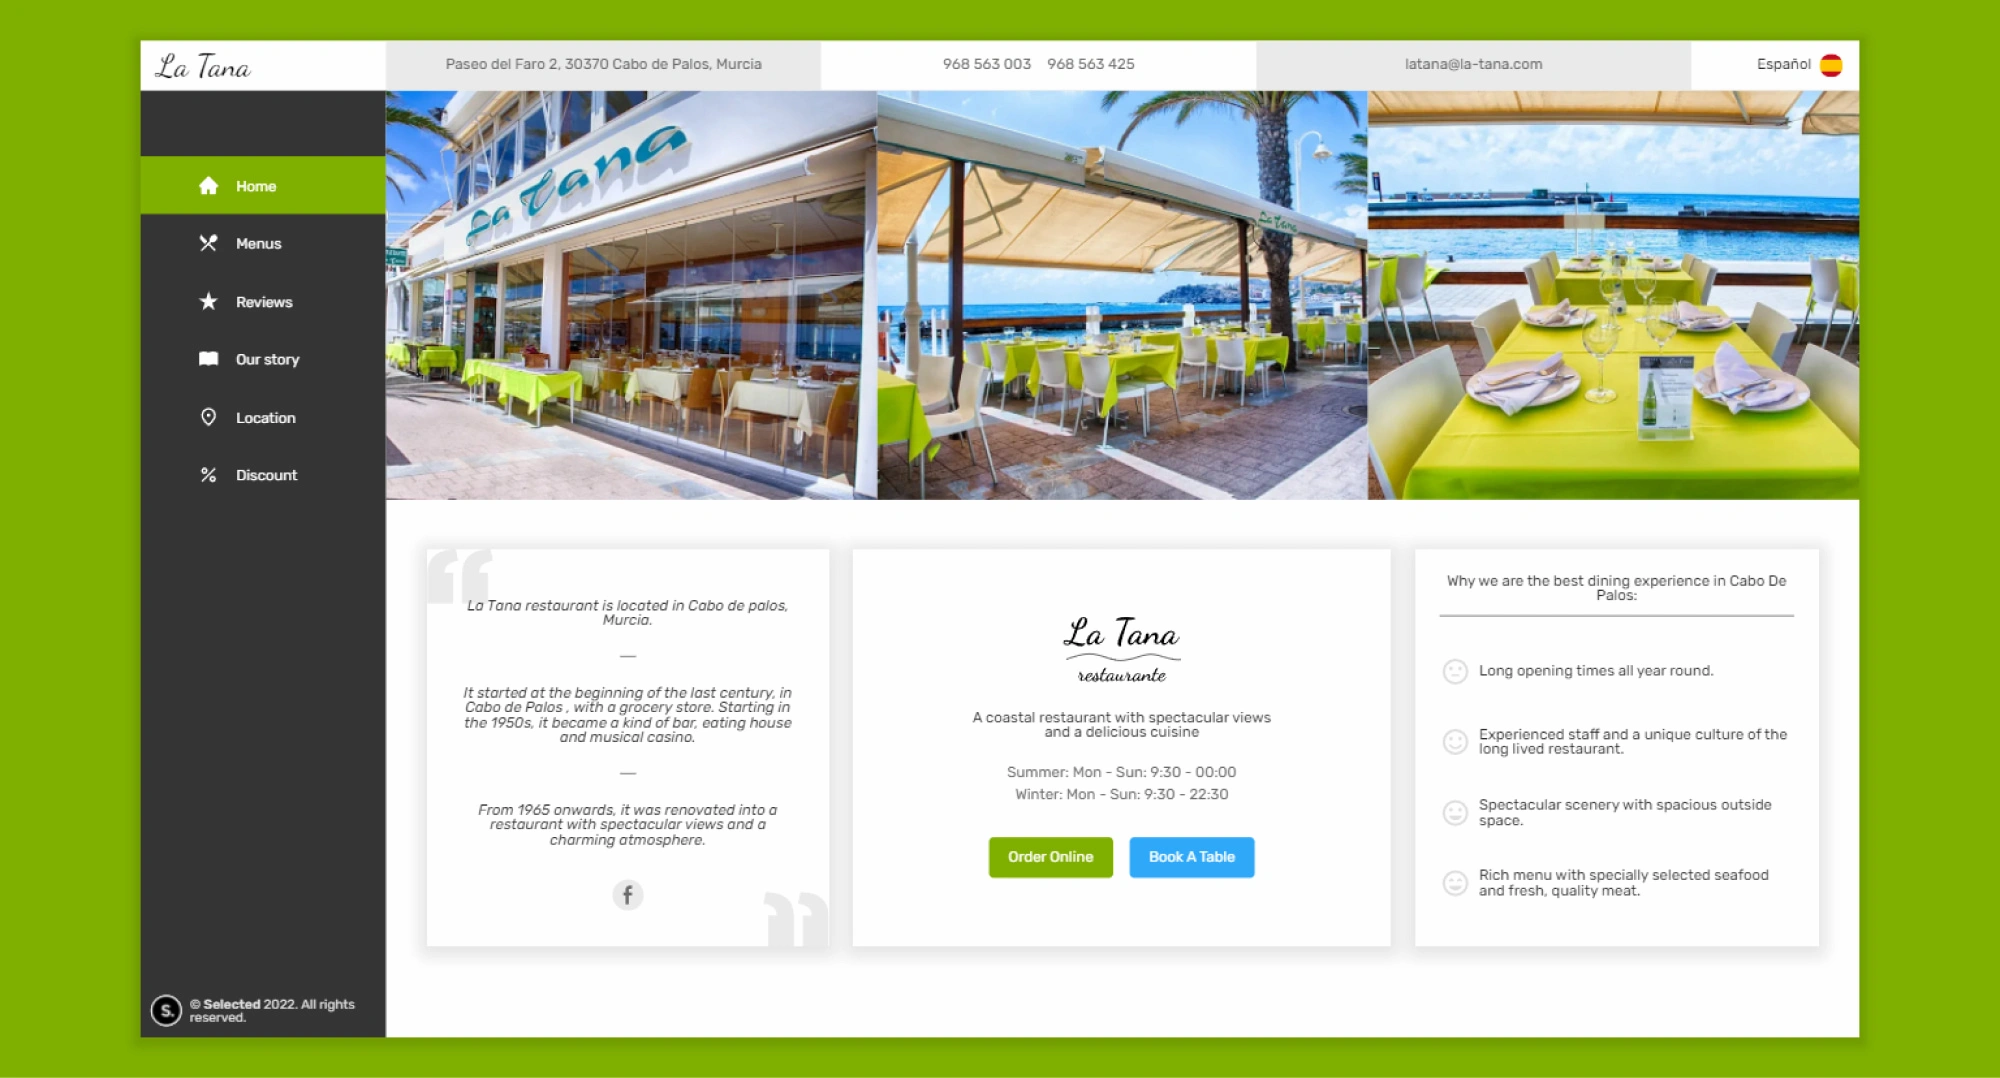 La Tana
Paseo del Faro 2, 30370 Cabo de Palos, Murcia
968 563 003 968 563 425
latana@la-tana.com
Español
Home
Menus
Reviews
Our story
Location
Discount
La Tana
La Tana
La Tana restaurant is located in Cabo de palos,
Murcia.
—
It started at the beginning of the last century, in
Cabo de Palos , with a grocery store. Starting in
the 1950s, it became a kind of bar, eating house
and musical casino.
—
From 1965 onwards, it was renovated into a
restaurant with spectacular views and a
charming atmosphere.
La Tana
restaurante
A coastal restaurant with spectacular views
and a delicious cuisine
Summer: Mon - Sun: 9:30 - 00:00
Winter: Mon - Sun: 9:30 - 22:30
Order Online
Book A Table
Why we are the best dining experience in Cabo De
Palos:
Long opening times all year round.
Experienced staff and a unique culture of the
long lived restaurant.
Spectacular scenery with spacious outside
space.
Rich menu with specially selected seafood
and fresh, quality meat.
S.
© Selected 2022. All rights
reserved.